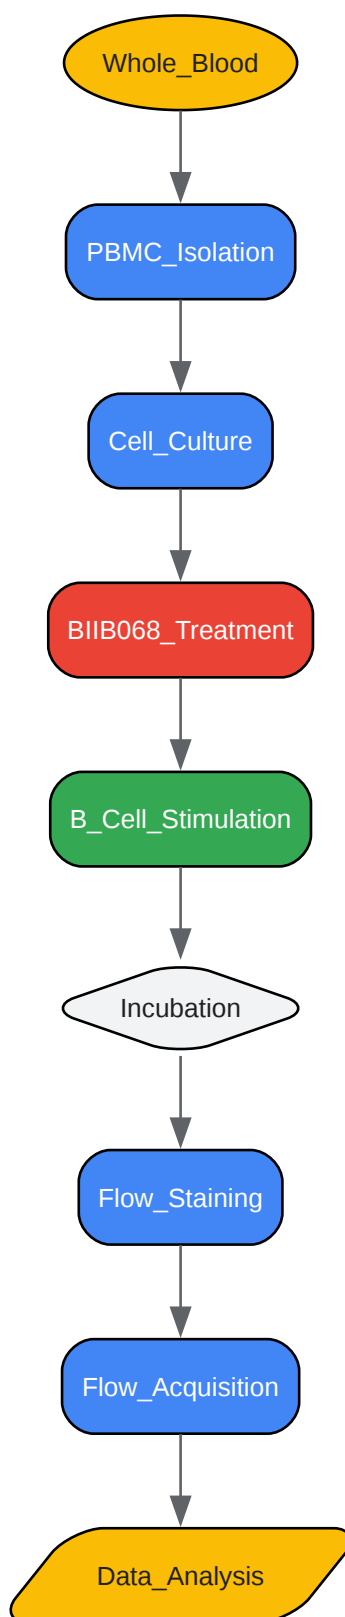 Whole_Blood
PBMC_Isolation
Cell_Culture
BIIB068_Treatment
B_Cell_Stimulation
Incubation
Flow_Staining
Flow_Acquisition
Data_Analysis